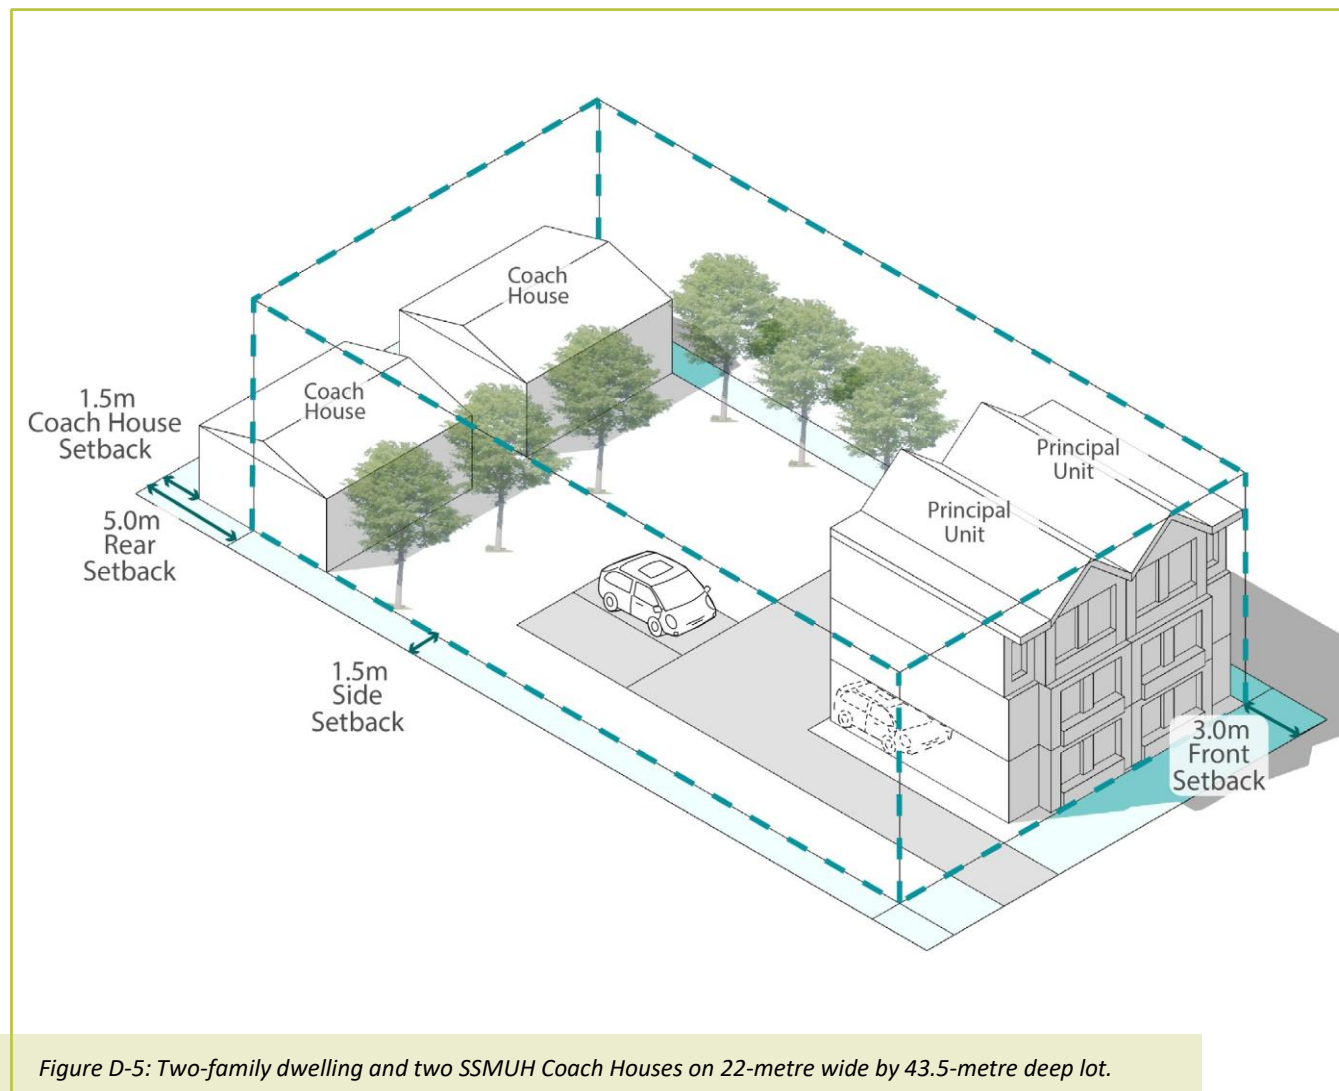 Coach
House
Coach
House
1.5m
Coach House
Setback
5.0m
Rear
Setback
1.5m
Side
Setback
Principal
Unit
Principal
Unit
3.0m
Front
Setback
Figure D-5: Two-family dwelling and two SSMUH Coach Houses on 22-metre wide by 43.5-metre deep lot.